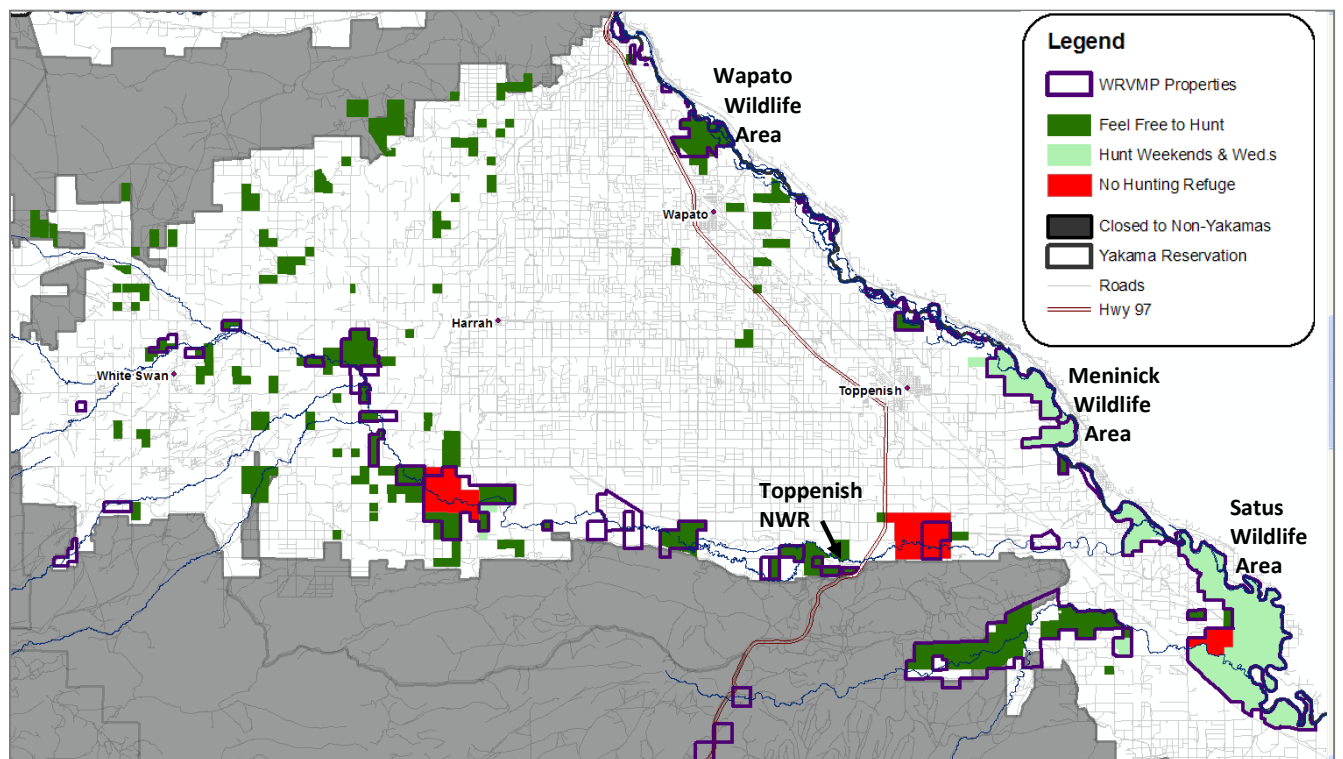 Legend
WRVMP Properties
Feel Free to Hunt
Hunt Weekends & Wed.s
No Hunting Refuge
Closed to Non-Yakamas
Yakama Reservation
Roads
Hwy 97
Wapato
Wildlife
Area
Wapato
Harrah
White Swan
Toppenish
Meninick
Wildlife
Area
Toppenish
NWR
Satus
Wildlife
Area